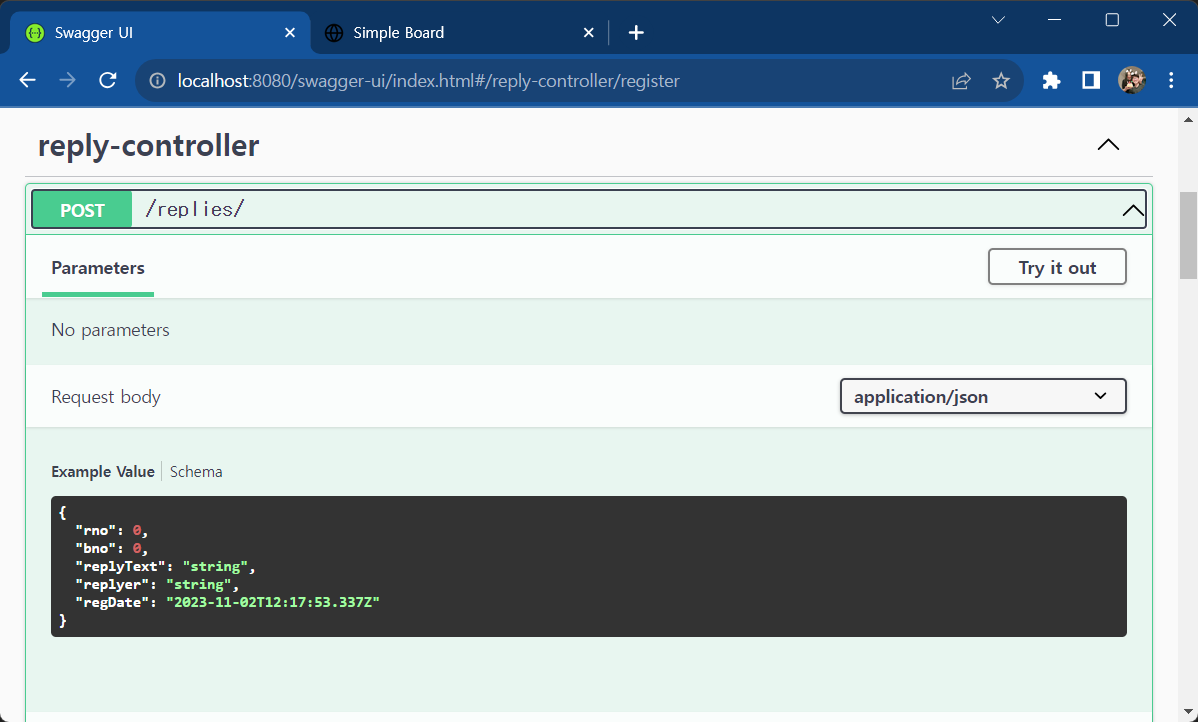 Swagger UI
Simple Board
localhost:8080/swagger-ui/index.html#/reply-controller/register
reply-controller
POST /replies/
Parameters
Try it out
No parameters
Request body
application/json
Example Value
Schema
{
"rno": 0,
"bno": 0,
"replyText": "string",
"replyer": "string",
"regDate": "2023-11-02T12:17:53.337Z"
}